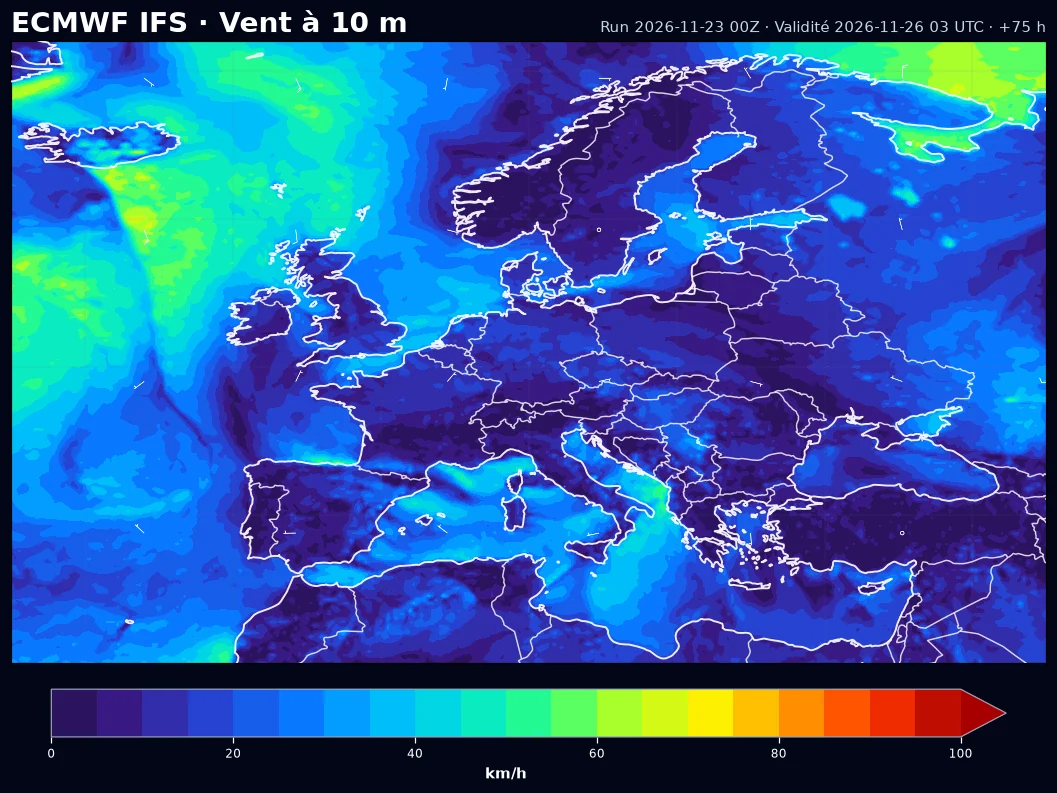 ECMWF IFS · Vent à 10 m
Run 2026-11-23 00Z · Validité 2026-11-26 03 UTC · +75 h
0 20 40 60 80 100
km/h